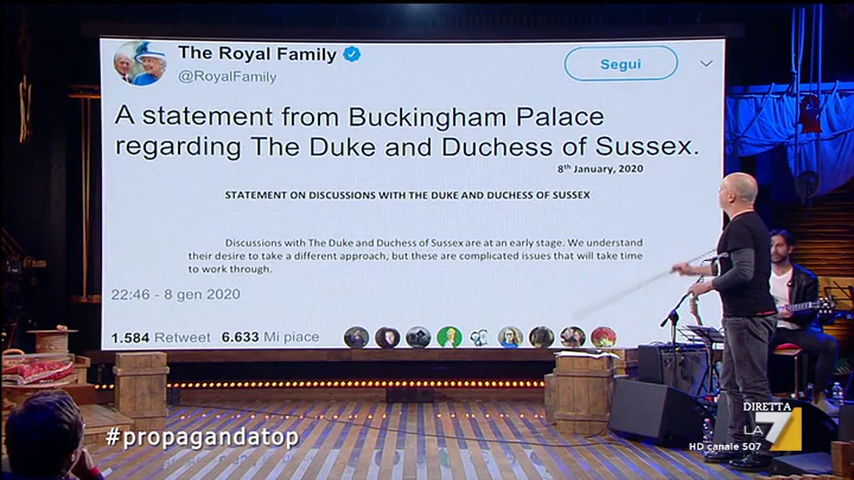 The Royal Family
@RoyalFamily
Segui
A statement from Buckingham Palace
regarding The Duke and Duchess of Sussex.
8th January, 2020
STATEMENT ON DISCUSSIONS WITH THE DUKE AND DUCHESS OF SUSSEX
Discussions with The Duke and Duchess of Sussex are at an early stage. We understand
their desire to take a different approach, but these are complicated issues that will take time
to work through.
22:46 - 8 gen 2020
1.584 Retweet 6.633 Mi piace
#propagandatop
DIRETTA
LA 7
HD canale 507